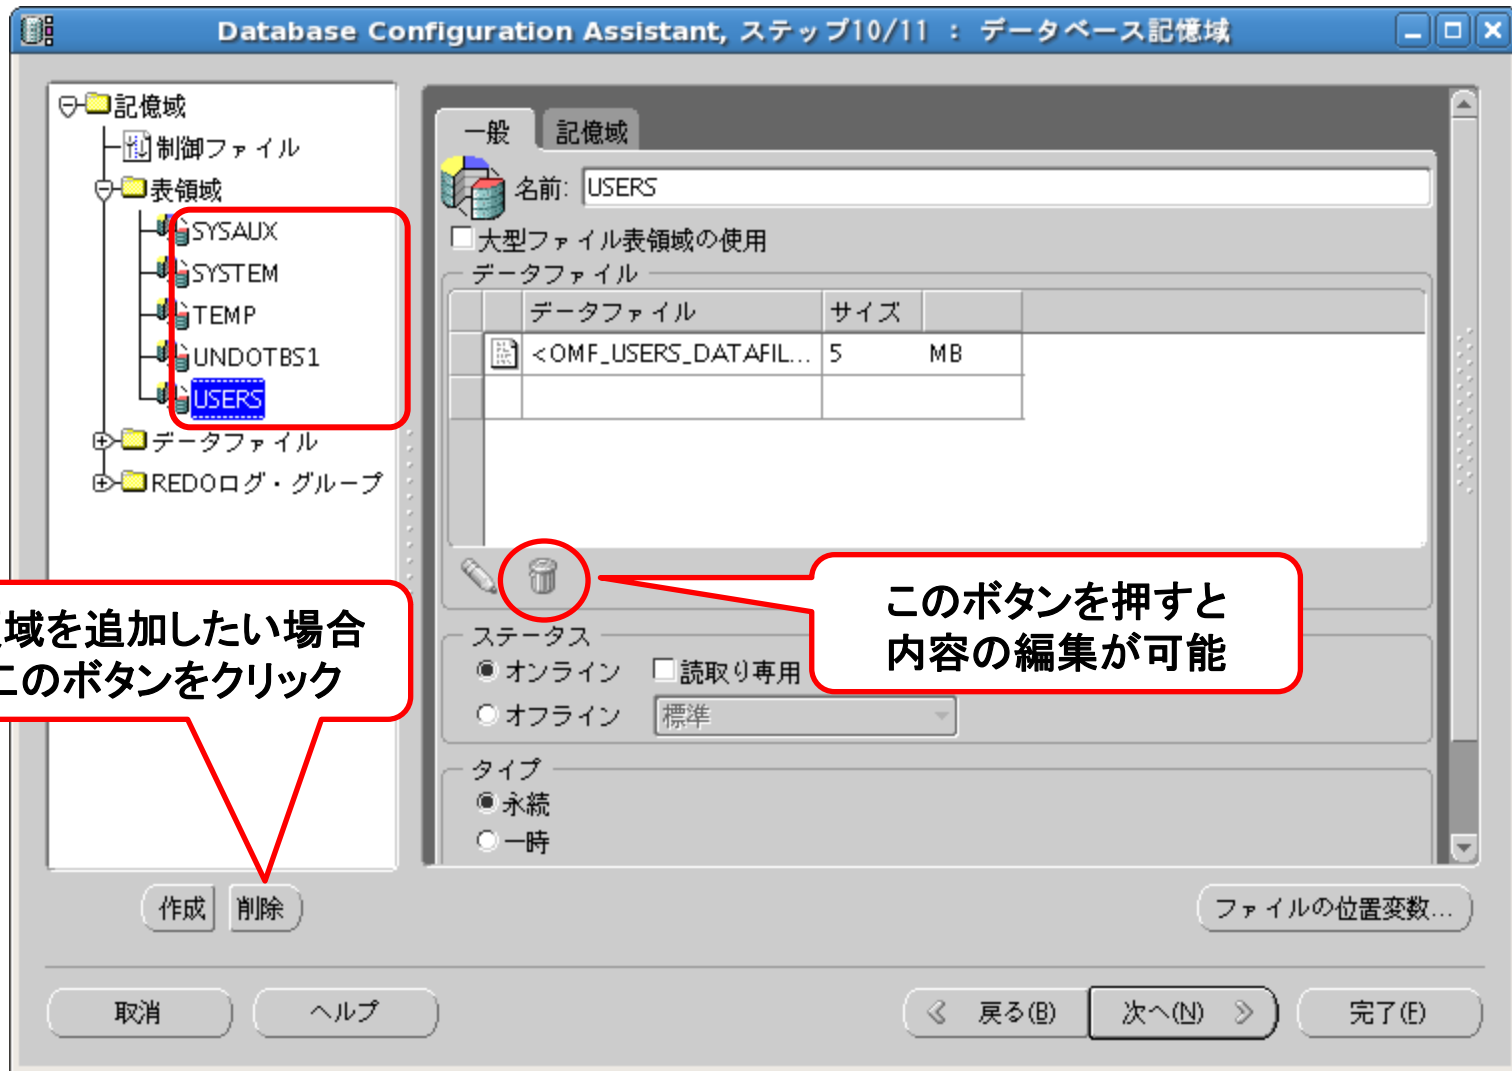 Database Configuration Assistant, ステップ10/11 : データベース記憶域
記憶域
制御ファイル
表領域
SYSAUX
SYSTEM
TEMP
UNDOTBS1
USERS
データファイル
REDOログ・グループ
域を追加したい場合
このボタンをクリック
作成
削除
一般
記憶域
名前: USERS
大型ファイル表領域の使用
データファイル
データファイル サイズ
<OMF_USERS_DATAFIL... 5 MB
このボタンを押すと
内容の編集が可能
ステータス
オンライン 読取り専用
オフライン 標準
タイプ
永続
一時
ファイルの位置変数...
取消
ヘルプ
戻る(B)
次へ(N)
完了(F)